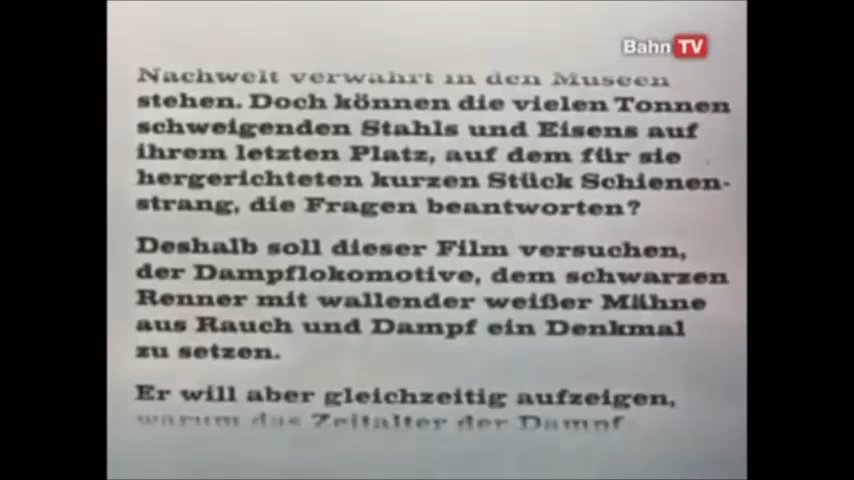 Bahn TV
Nachwelt verwahrt in den Museen
stehen. Doch können die vielen Tonnen
schweigenden Stahls und Eisens auf
ihrem letzten Platz, auf dem für sie
hergerichteten kurzen Stück Schienen-
strang, die Fragen beantworten?
Deshalb soll dieser Film versuchen,
der Dampflokomotive, dem schwarzen
Renner mit wallender weißer Mähne
aus Rauch und Dampf ein Denkmal
zu setzen.
Er will aber gleichzeitig aufzeigen,
warum das Zeitalter der Dampf